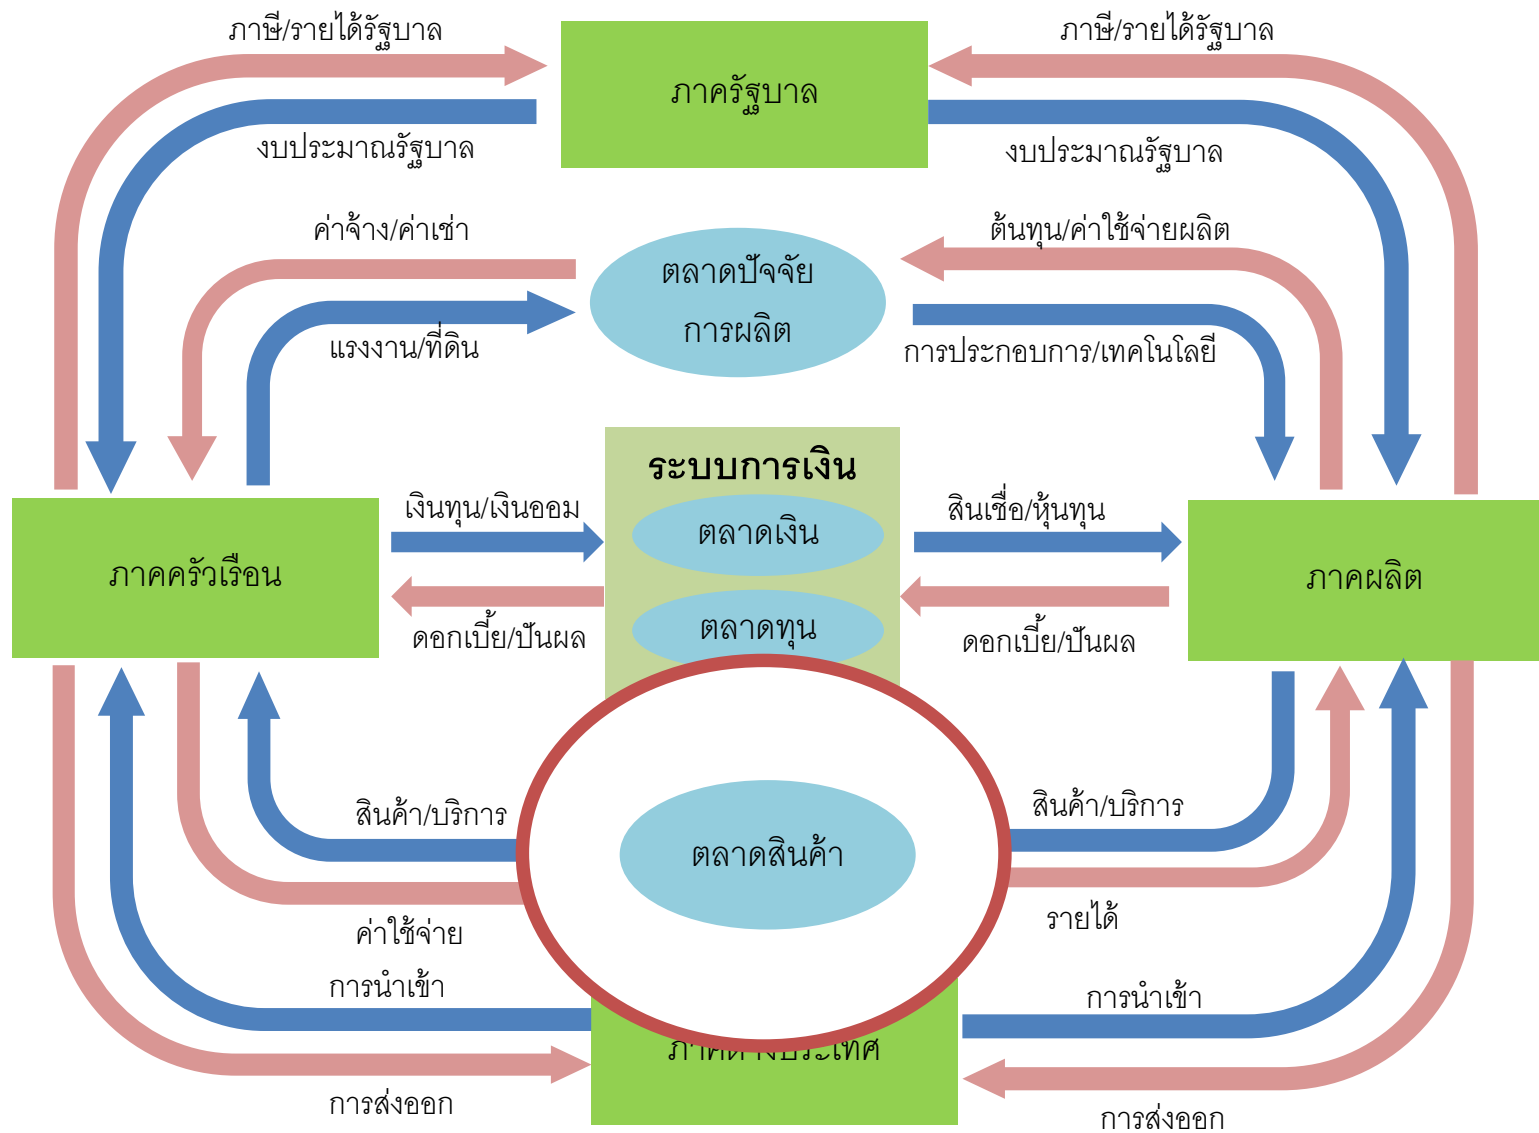 ภาษี/รายได้รัฐบาล
ภาษี/รายได้รัฐบาล
ภาครัฐบาล
งบประมาณรัฐบาล
งบประมาณรัฐบาล
ค่าจ้าง/ค่าเช่า
ต้นทุน/ค่าใช้จ่ายผลิต
ตลาดปัจจัย
การผลิต
แรงงาน/ที่ดิน
การประกอบการ/เทคโนโลยี
ระบบการเงิน
เงินทุน/เงินออม
สินเชื่อ/หุ้นทุน
ตลาดเงิน
ภาคครัวเรือน
ภาคผลิต
ตลาดทุน
ดอกเบี้ย/ปันผล
ดอกเบี้ย/ปันผล
สินค้า/บริการ
สินค้า/บริการ
ตลาดสินค้า
ค่าใช้จ่าย
รายได้
การนำเข้า
การนำเข้า
ภาคต่างประเทศ
การส่งออก
การส่งออก